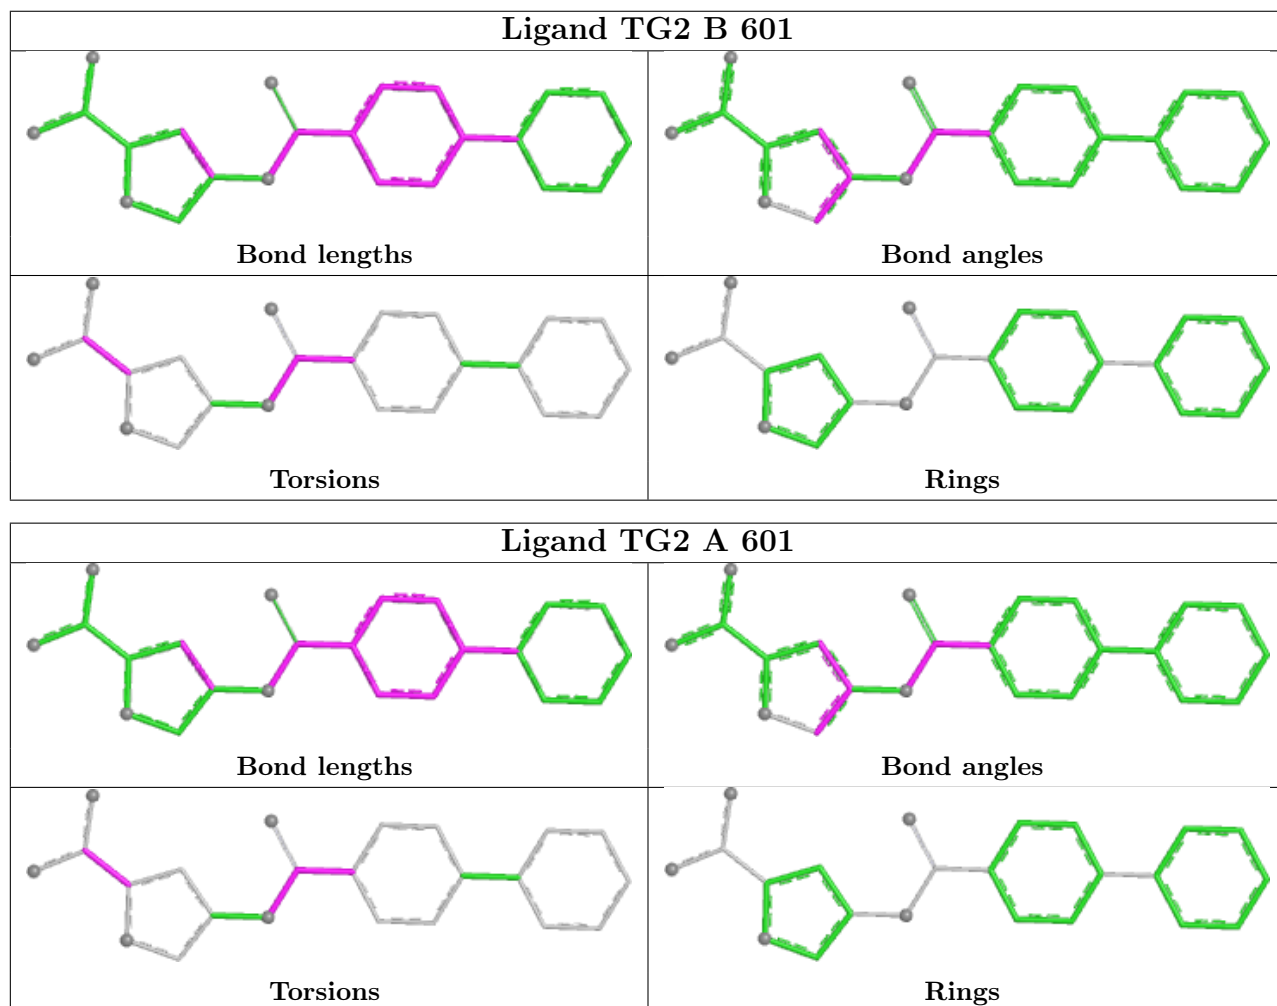 Ligand TG2 B 601
Bond lengths
Bond angles
Torsions
Rings
Ligand TG2 A 601
Bond lengths
Bond angles
Torsions
Rings